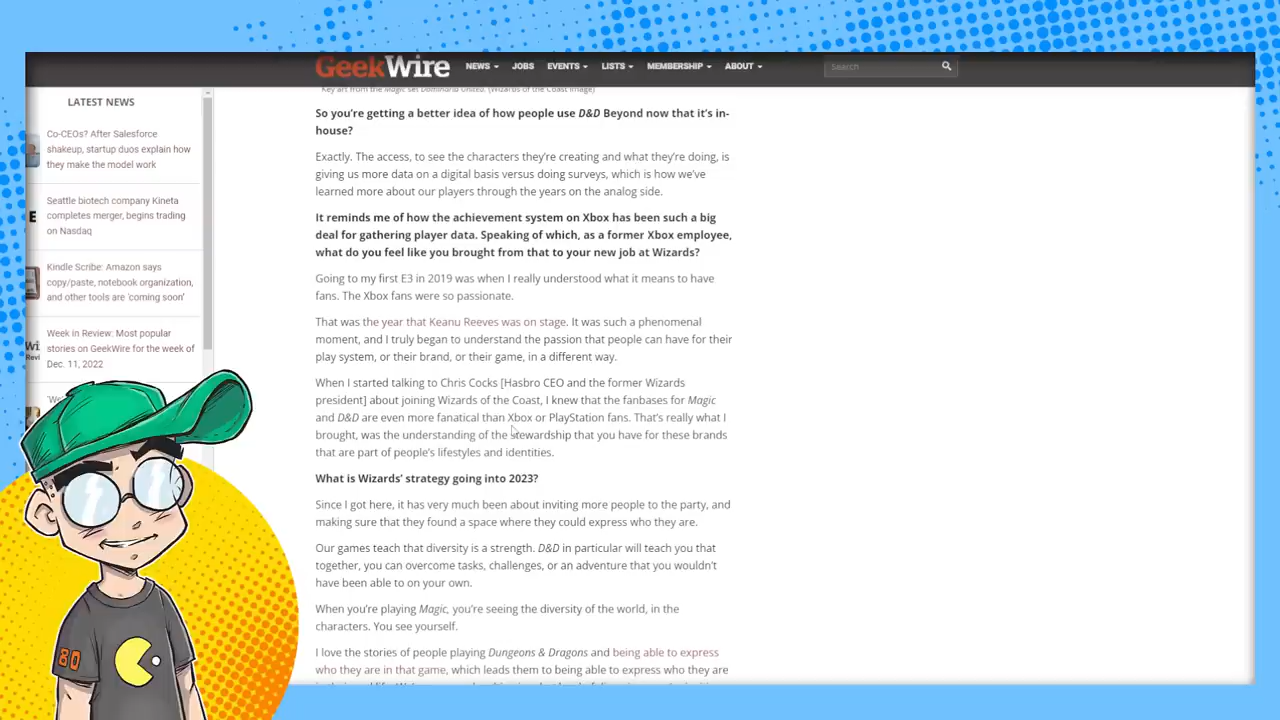 GeekWire
NEWS JOBS EVENTS LISTS MEMBERSHIP ABOUT
Search
LATEST NEWS
Co-CEOs? After Salesforce
shakeup, startup duos explain how
they make the model work
E
Seattle biotech company Kineta
completes merger, begins trading
on Nasdaq
Kindle Scribe: Amazon says
copy/paste, notebook organization,
and other tools are 'coming soon'
Week in Review: Most popular
stories on GeekWire for the week of
Dec. 11, 2022
Key art from the Magic set Dominaria United. (Wizards of the Coast Image)
So you're getting a better idea of how people use D&D Beyond now that it's in-
house?
Exactly. The access, to see the characters they're creating and what they're doing, is
giving us more data on a digital basis versus doing surveys, which is how we've
learned more about our players through the years on the analog side.
It reminds me of how the achievement system on Xbox has been such a big
deal for gathering player data. Speaking of which, as a former Xbox employee,
what do you feel like you brought from that to your new job at Wizards?
Going to my first E3 in 2019 was when I really understood what it means to have
fans. The Xbox fans were so passionate.
That was the year that Keanu Reeves was on stage. It was such a phenomenal
moment, and I truly began to understand the passion that people can have for their
play system, or their brand, or their game, in a different way.
When I started talking to Chris Cocks [Hasbro CEO and the former Wizards
president] about joining Wizards of the Coast, I knew that the fanbases for Magic
and D&D are even more fanatical than Xbox or PlayStation fans. That's really what I
brought, was the understanding of the stewardship that you have for these brands
that are part of people's lifestyles and identities.
What is Wizards' strategy going into 2023?
Since I got here, it has very much been about inviting more people to the party, and
making sure that they found a space where they could express who they are.
Our games teach that diversity is a strength. D&D in particular will teach you that
together, you can overcome tasks, challenges, or an adventure that you wouldn't
have been able to on your own.
When you're playing Magic, you're seeing the diversity of the world, in the
characters. You see yourself.
I love the stories of people playing Dungeons & Dragons and being able to express
who they are in that game, which leads them to being able to express who they are
80